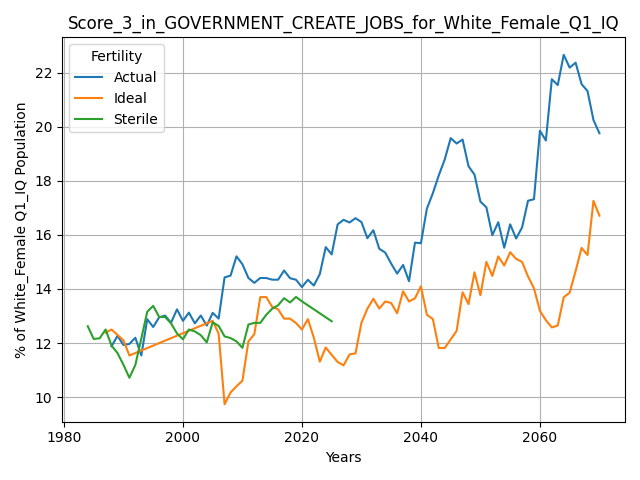 Score_3_in_GOVERNMENT_CREATE_JOBS_for_White_Female_Q1_IQ
Fertility
Actual
Ideal
Sterile
% of White_Female Q1_IQ Population
22
20
18
16
14
12
10
1980
2000
2020
2040
2060
Years